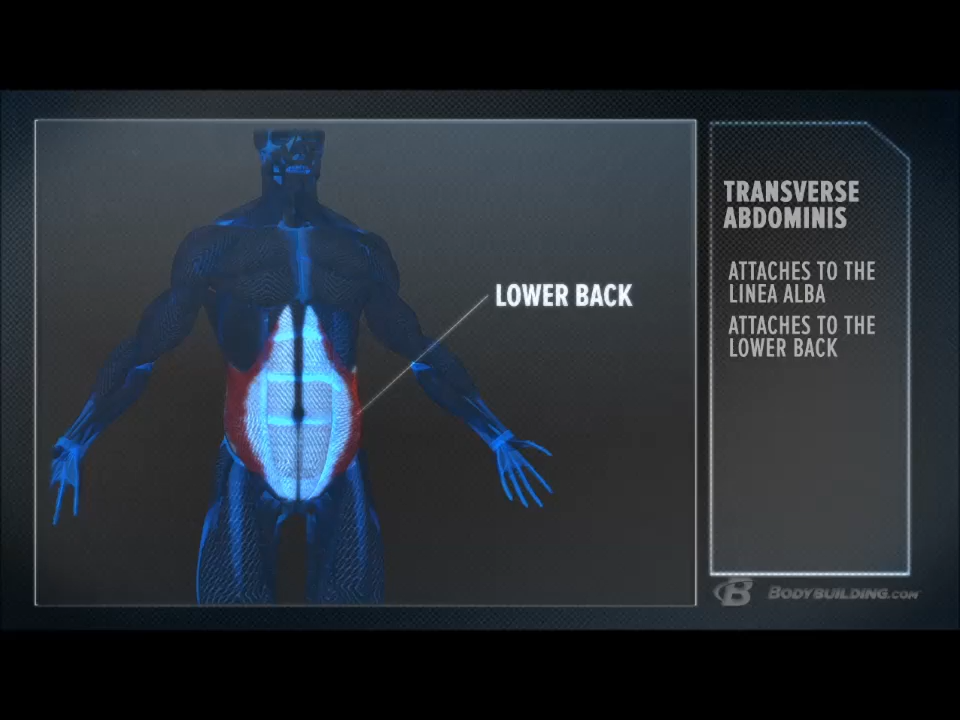 LOWER BACK
TRANSVERSE
ABDOMINIS
ATTACHES TO THE
LINEA ALBA
ATTACHES TO THE
LOWER BACK
B BODYBUILDING.COM